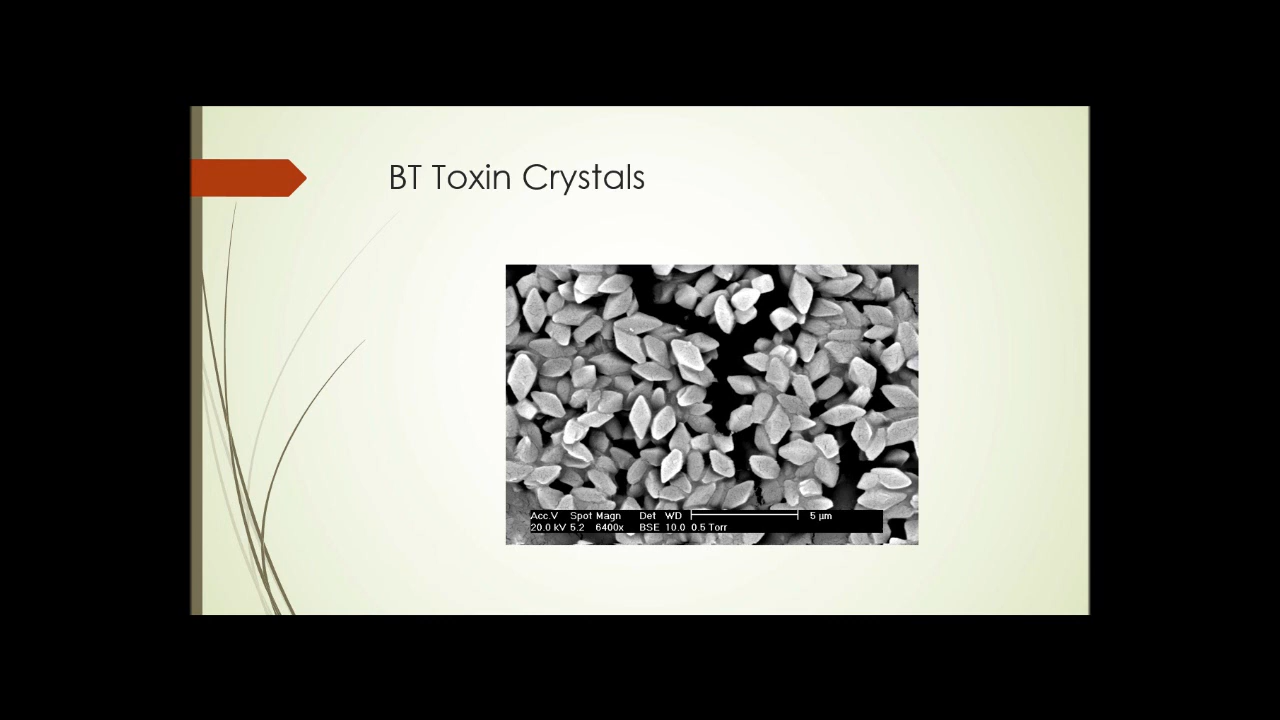 BT Toxin Crystals
Acc.V Spot Magn Det WD 5 µm
20.0 kV 5.2 6400x BSE 10.0 0.5 Torr